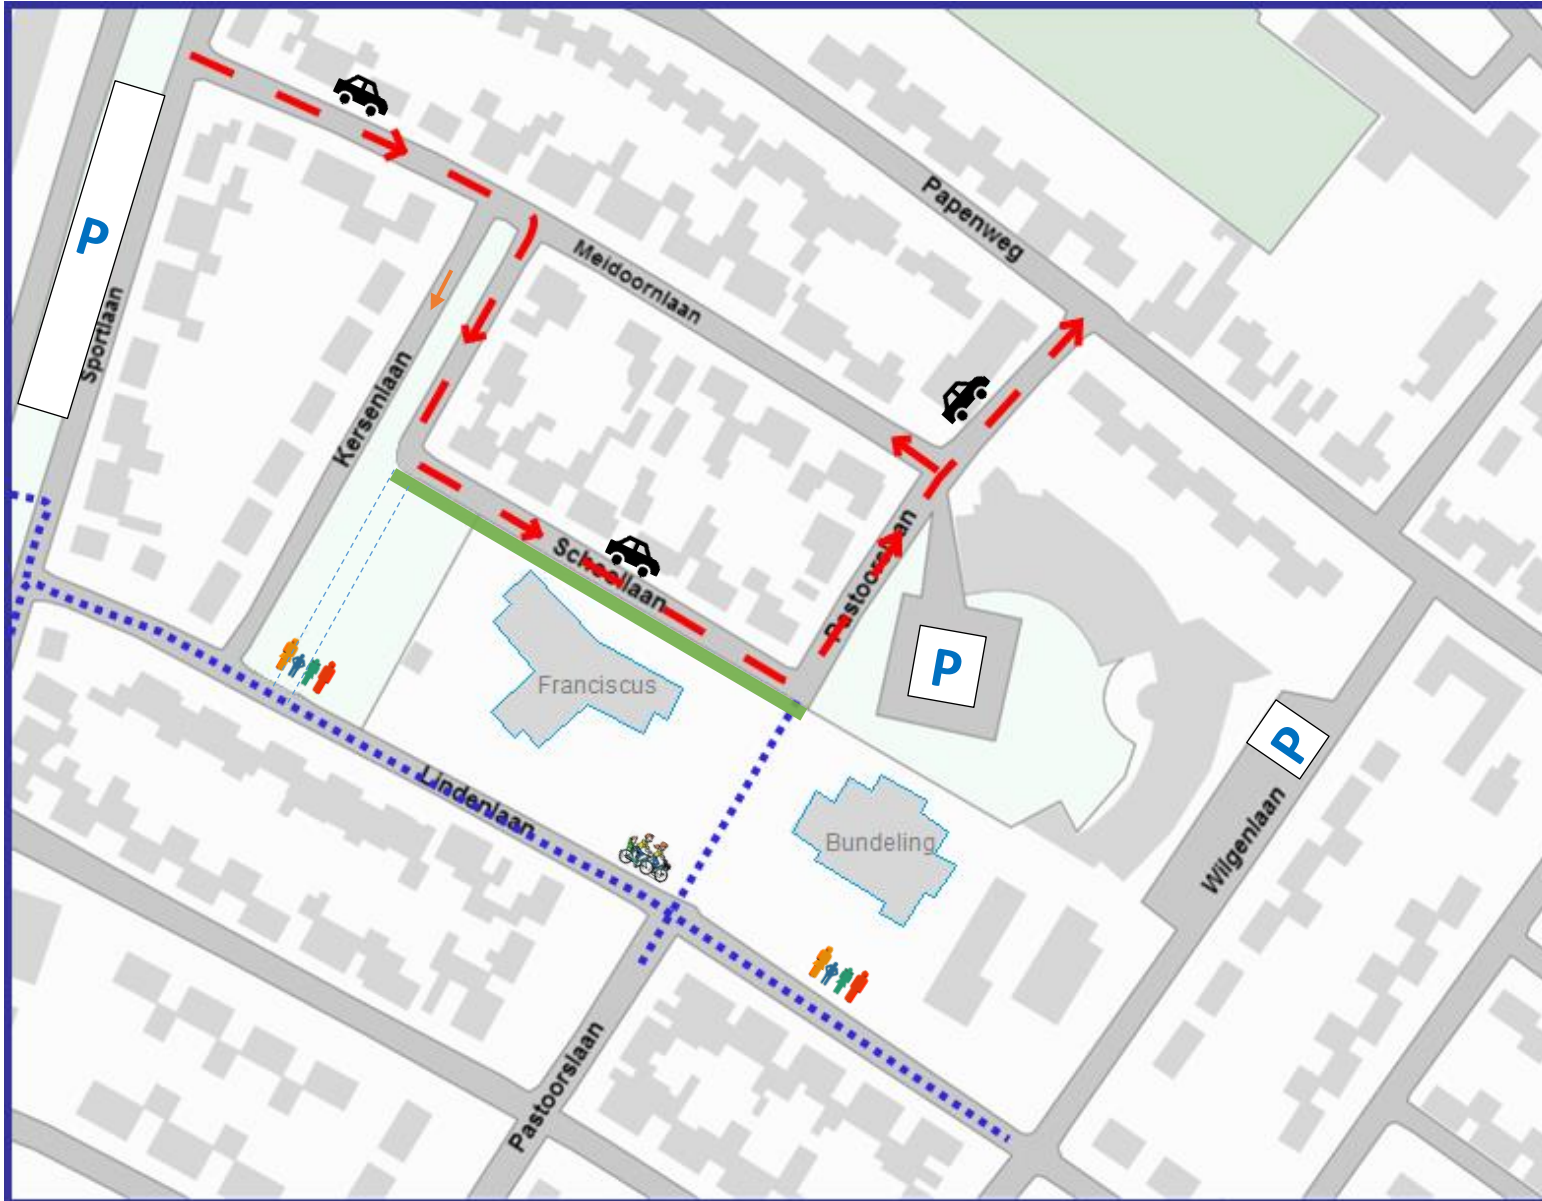 Papenweg
P
Meidoornlaan
Sportlaan
Kersenlaan
Schoollaan
Pastoorslaan
P
Franciscus
P
Lindenlaan
Bundeling
Wilgenlaan
Pastoorslaan